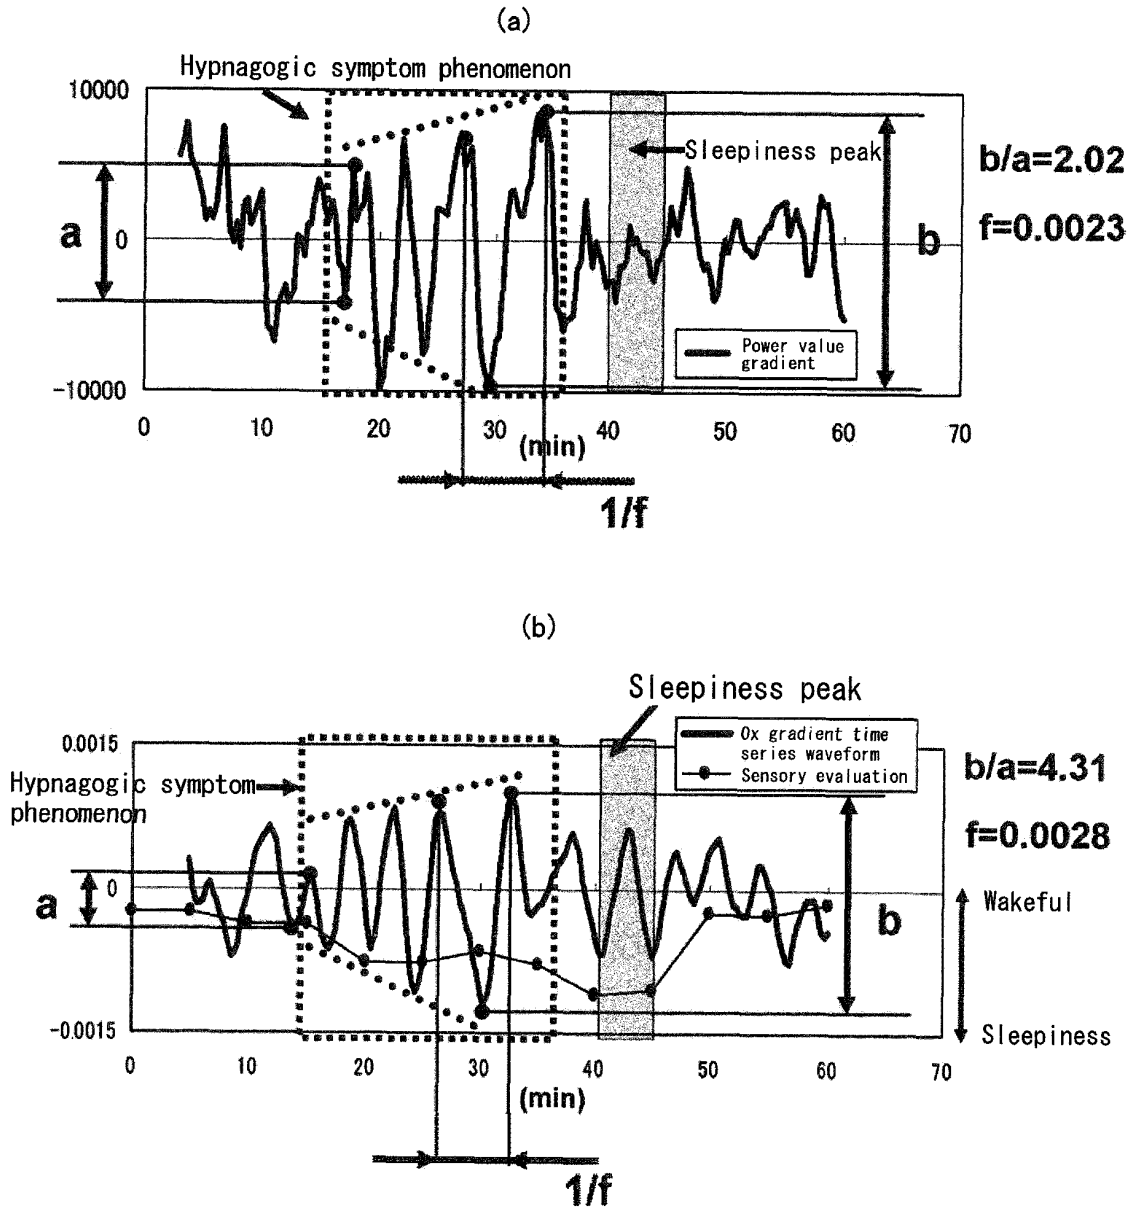 (a)
Hypnagogic symptom phenomenon
10000
Sleepiness peak
b/a=2.02
a
0
b
f=0.0023
Power value
gradient
-10000
0
10
20
30
40
60
70
(min)
1/f
(b)
Sleepiness peak
0.0015
Ox gradient time
series waveform
Sensory evaluation
b/a=4.31
Hypnagogic symptom
phenomenon
f=0.0028
0
a
b
Wakeful
-0.0015
Sleepiness
0
10
20
30
40
50
60
70
(min)
1/f